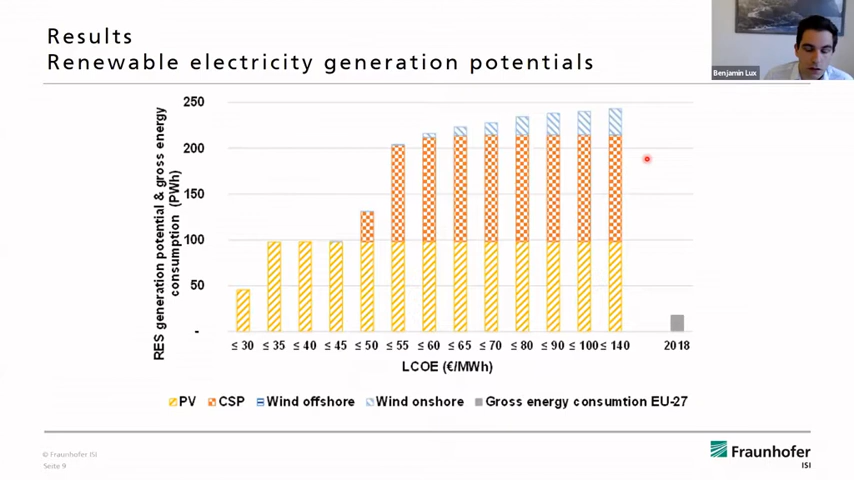 Results
Renewable electricity generation potentials
Benjamin Lux
RES generation potential & gross energy
consumption (PWh)
250
200
150
100
50
-
≤ 30 ≤ 35 ≤ 40 ≤ 45 ≤ 50 ≤ 55 ≤ 60 ≤ 65 ≤ 70 ≤ 80 ≤ 90 ≤ 100 ≤ 140 2018
LCOE (€/MWh)
PV CSP Wind offshore Wind onshore Gross energy consumtion EU-27
© Fraunhofer ISI
Seite 9
Fraunhofer
ISI